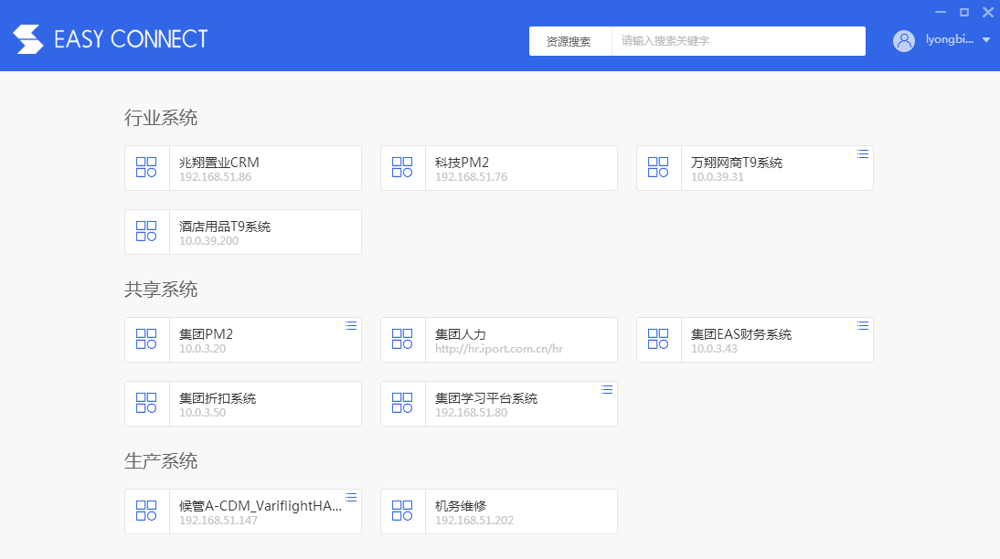 EASY CONNECT
资源搜索
请输入搜索关键字
lyongbi...
行业系统
兆翔置业CRM
192.168.51.86
科技PM2
192.168.51.76
万翔网商T9系统
10.0.39.31
酒店用品T9系统
10.0.39.200
共享系统
集团PM2
10.0.3.20
集团人力
http://hr.iport.com.cn/hr
集团EAS财务系统
10.0.3.43
集团折扣系统
10.0.3.50
集团学习平台系统
192.168.51.80
生产系统
候管A-CDM_VariflightHA...
192.168.51.147
机务维修
192.168.51.202